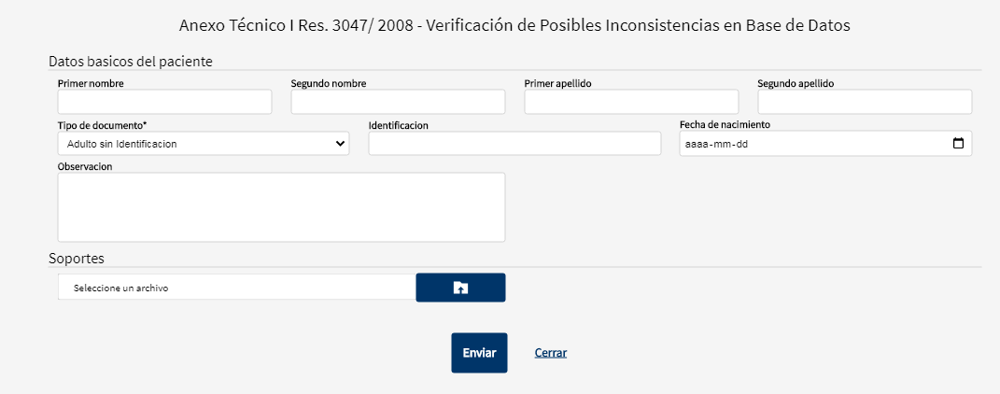 Anexo Técnico I Res. 3047/ 2008 - Verificación de Posibles Inconsistencias en Base de Datos
Datos basicos del paciente
Primer nombre
Segundo nombre
Primer apellido
Segundo apellido
Tipo de documento*
Identificacion
Fecha de nacimiento
Adulto sin Identificacion
aaaa-mm-dd
Observacion
Soportes
Seleccione un archivo
Enviar
Cerrar